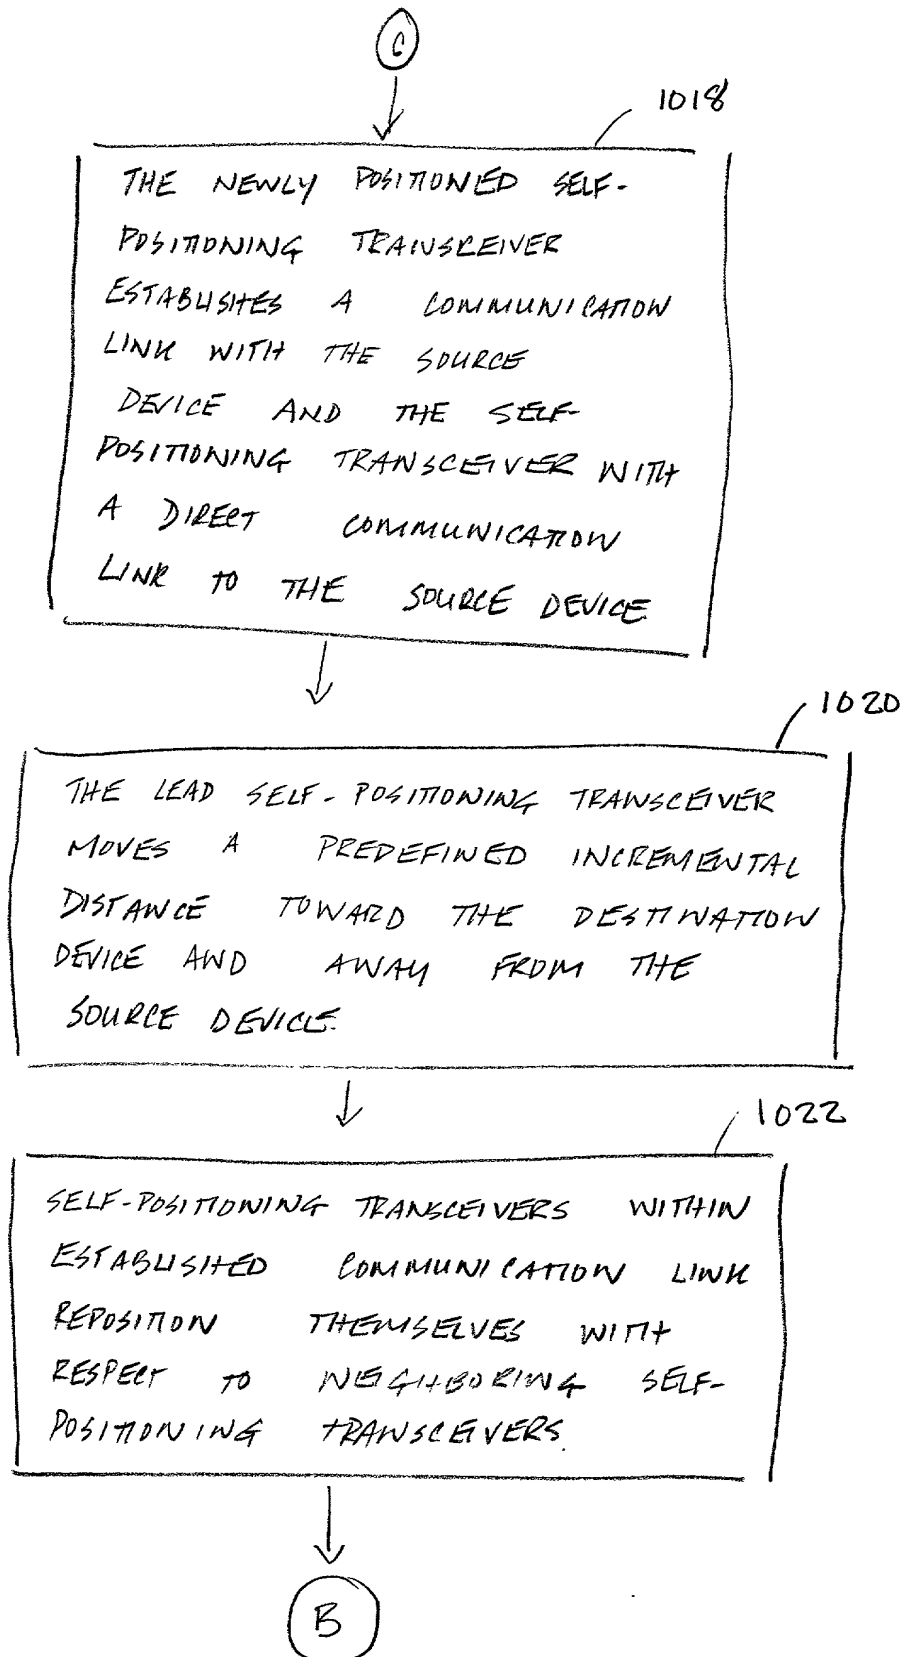 C
1018
THE NEWLY POSITIONED SELF-
POSITIONING TRANSCEIVER
ESTABLISHES A COMMUNICATION
LINK WITH THE SOURCE
DEVICE AND THE SELF-
POSITIONING TRANSCEIVER WITH
A DIRECT COMMUNICATION
LINK TO THE SOURCE DEVICE
1020
THE LEAD SELF-POSITIONING TRANSCEIVER
MOVES A PREDEFINED INCREMENTAL
DISTANCE TOWARD THE DESTINATION
DEVICE AND AWAY FROM THE
SOURCE DEVICE.
1022
SELF-POSITIONING TRANSCEIVERS WITHIN
ESTABLISHED COMMUNICATION LINK
REPOSITION THEMSELVES WITH
RESPECT TO NEIGHBORING SELF-
POSITIONING TRANSCEIVERS.
B